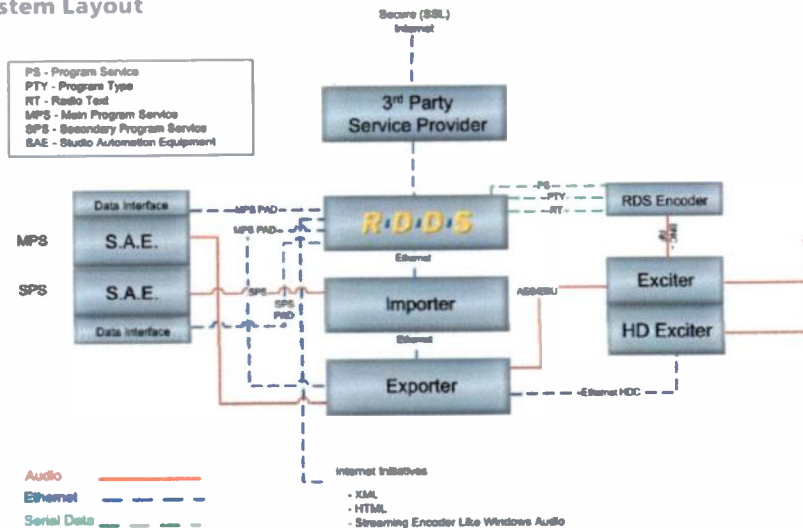 stem Layout
Secure (SSL)
Internet
PS - Program Service
PTY - Program Type
RT - Radio Text
MPS - Main Program Service
SPS - Secondary Program Service
SAE - Studio Automation Equipment
3rd Party
Service Provider
Data Interface
MPS PAD
R·D·D·S
PS
PTY
RT
RDS Encoder
MPS
S.A.E.
MPS PAD
Ethernet
SPS
S.A.E.
SPS
SPS
PAD
Importer
AES/EBU
Exciter
Data Interface
Ethernet
HD Exciter
Exporter
Ethernet HDC
Internet Initiatives
- XML
- HTML
- Streaming Encoder Like Windows Audio
Audio
Ethernet
Serial Data